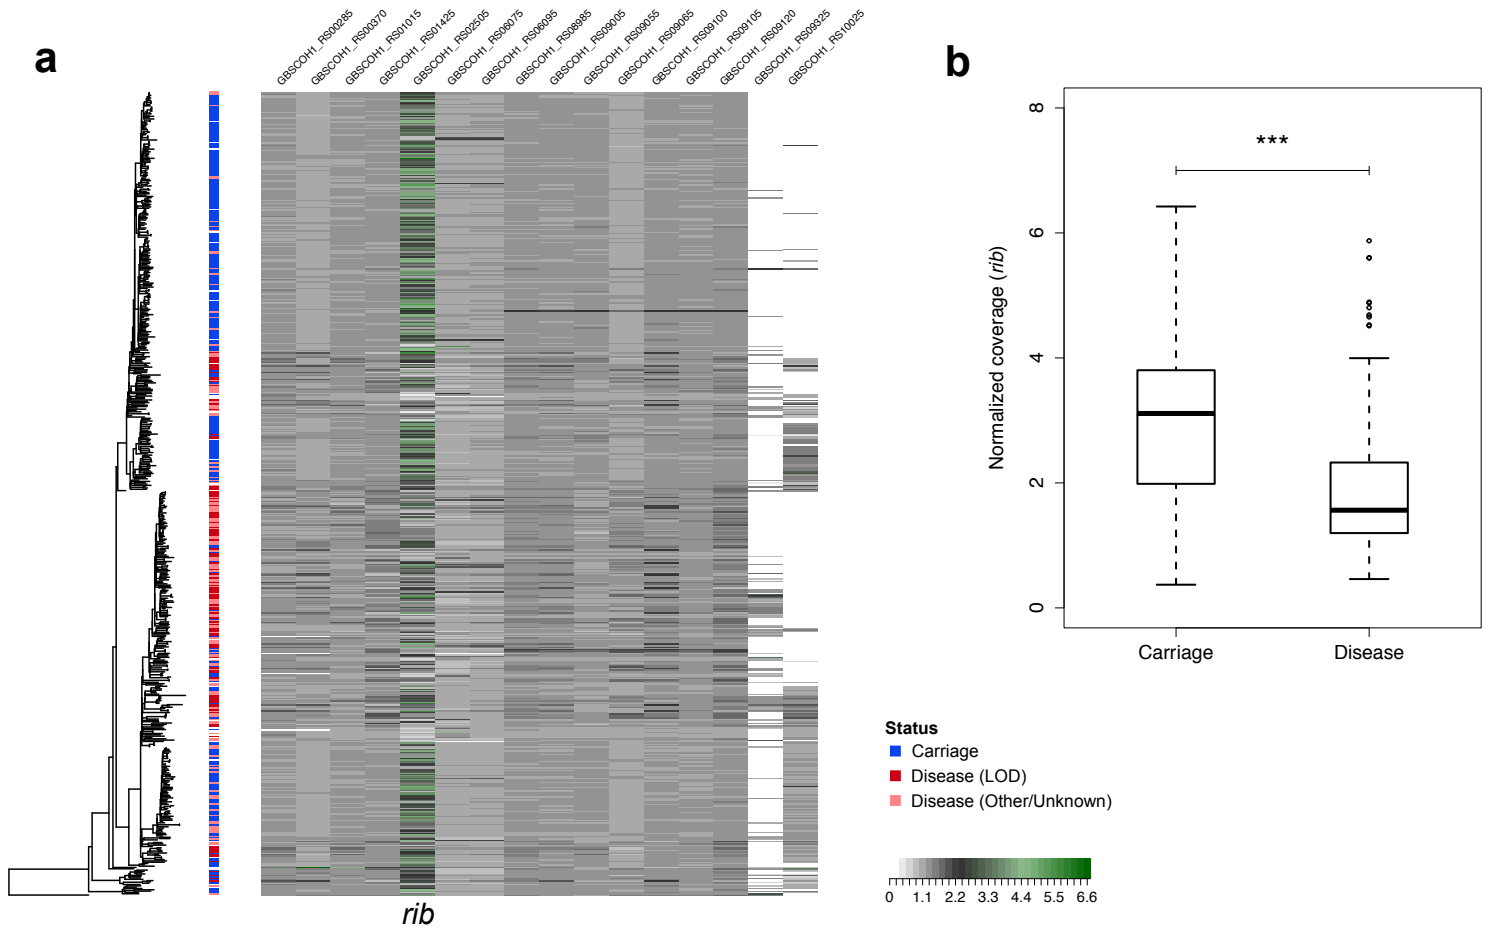 a
GBSCOH1_RS00285
GBSCOH1_RS00370
GBSCOH1_RS01015
GBSCOH1_RS01425
GBSCOH1_RS02505
GBSCOH1_RS06075
GBSCOH1_RS06095
GBSCOH1_RS08985
GBSCOH1_RS09005
GBSCOH1_RS09055
GBSCOH1_RS09065
GBSCOH1_RS09100
GBSCOH1_RS09105
GBSCOH1_RS09120
GBSCOH1_RS09325
GBSCOH1_RS10025
rib
b
Normalized coverage (rib)
8
6
4
2
0
***
Carriage Disease
Status
Carriage
Disease (LOD)
Disease (Other/Unknown)
0 1.1 2.2 3.3 4.4 5.5 6.6